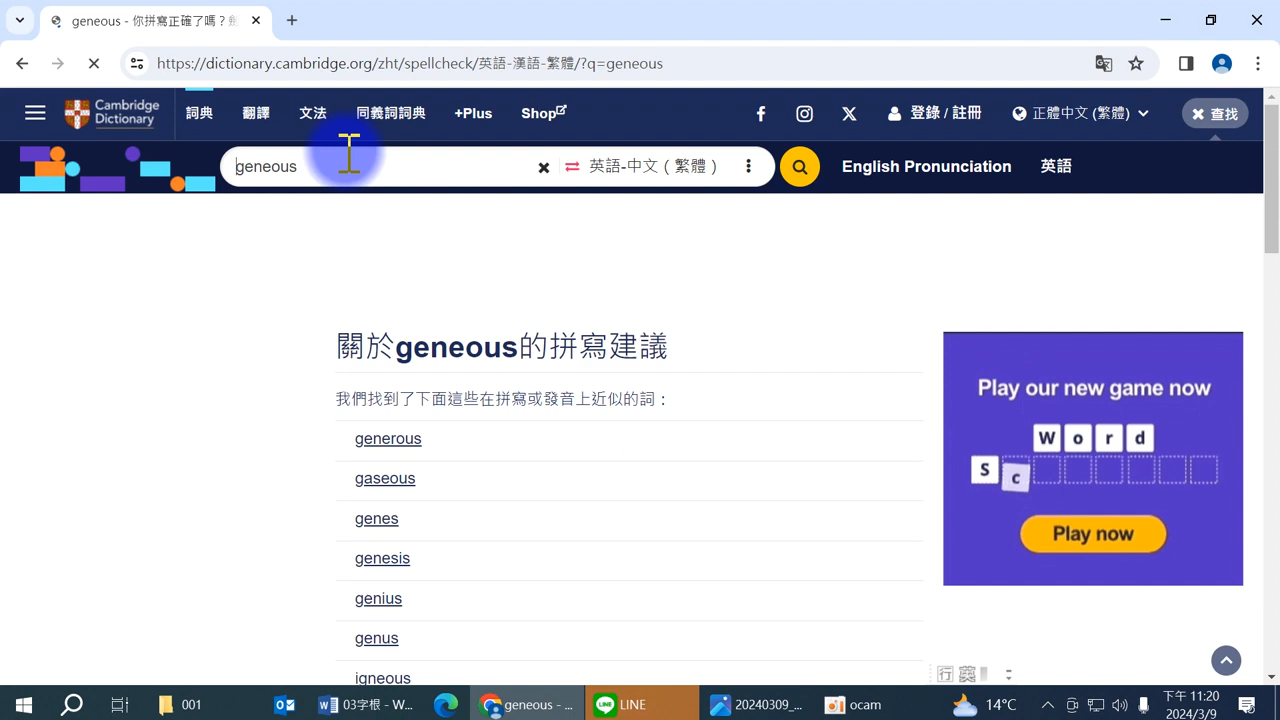 geneous - 你拼寫正確了嗎？
https://dictionary.cambridge.org/zht/spellcheck/英語-漢語-繁體/?q=geneous
Cambridge Dictionary
詞典
翻譯
文法
同義詞詞典
+Plus
Shop
登錄 / 註冊
正體中文 (繁體)
查找
geneous
英語-中文（繁體）
English Pronunciation
英語
關於geneous的拼寫建議
我們找到了下面這些在拼寫或發音上近似的詞：
generous
gaseous
genes
genesis
genius
genus
igneous
Play our new game now
W o r d
S c
Play now
行 英
001
03字根 - W...
geneous - ...
LINE
20240309_...
ocam
14°C
下午 11:20
2024/3/9